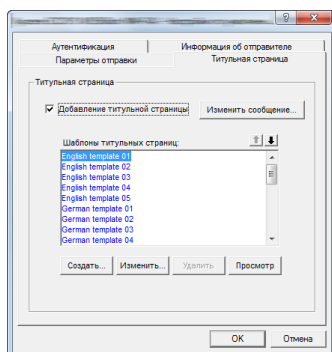 Аутентификация
Информация об отправителе
Параметры отправки
Титульная страница
Титульная страница
Добавление титульной страницы
Изменить сообщение...
Шаблоны титульных страниц:
English template 01
English template 02
English template 03
English template 04
English template 05
German template 01
German template 02
German template 03
German template 04
Создать...
Изменить...
Удалить
Просмотр
OK
Отмена